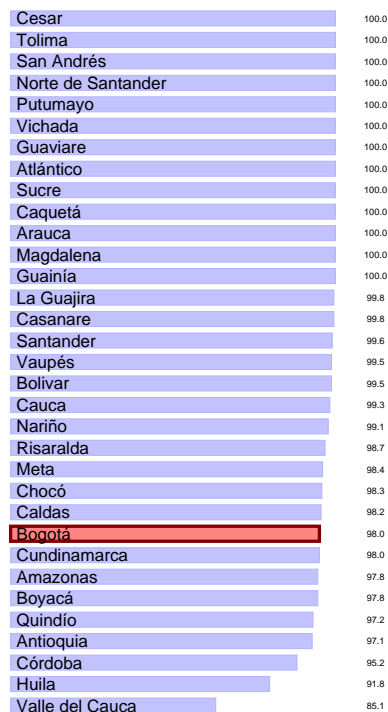 Cesar 100.0
Tolima 100.0
San Andrés 100.0
Norte de Santander 100.0
Putumayo 100.0
Vichada 100.0
Guaviare 100.0
Atlántico 100.0
Sucre 100.0
Caquetá 100.0
Arauca 100.0
Magdalena 100.0
Guainía 100.0
La Guajira 99.8
Casanare 99.8
Santander 99.6
Vaupés 99.5
Bolivar 99.5
Cauca 99.3
Nariño 99.1
Risaralda 98.7
Meta 98.4
Chocó 98.3
Caldas 98.2
Bogotá 98.0
Cundinamarca 98.0
Amazonas 97.8
Boyacá 97.8
Quindío 97.2
Antioquia 97.1
Córdoba 95.2
Huila 91.8
Valle del Cauca 85.1